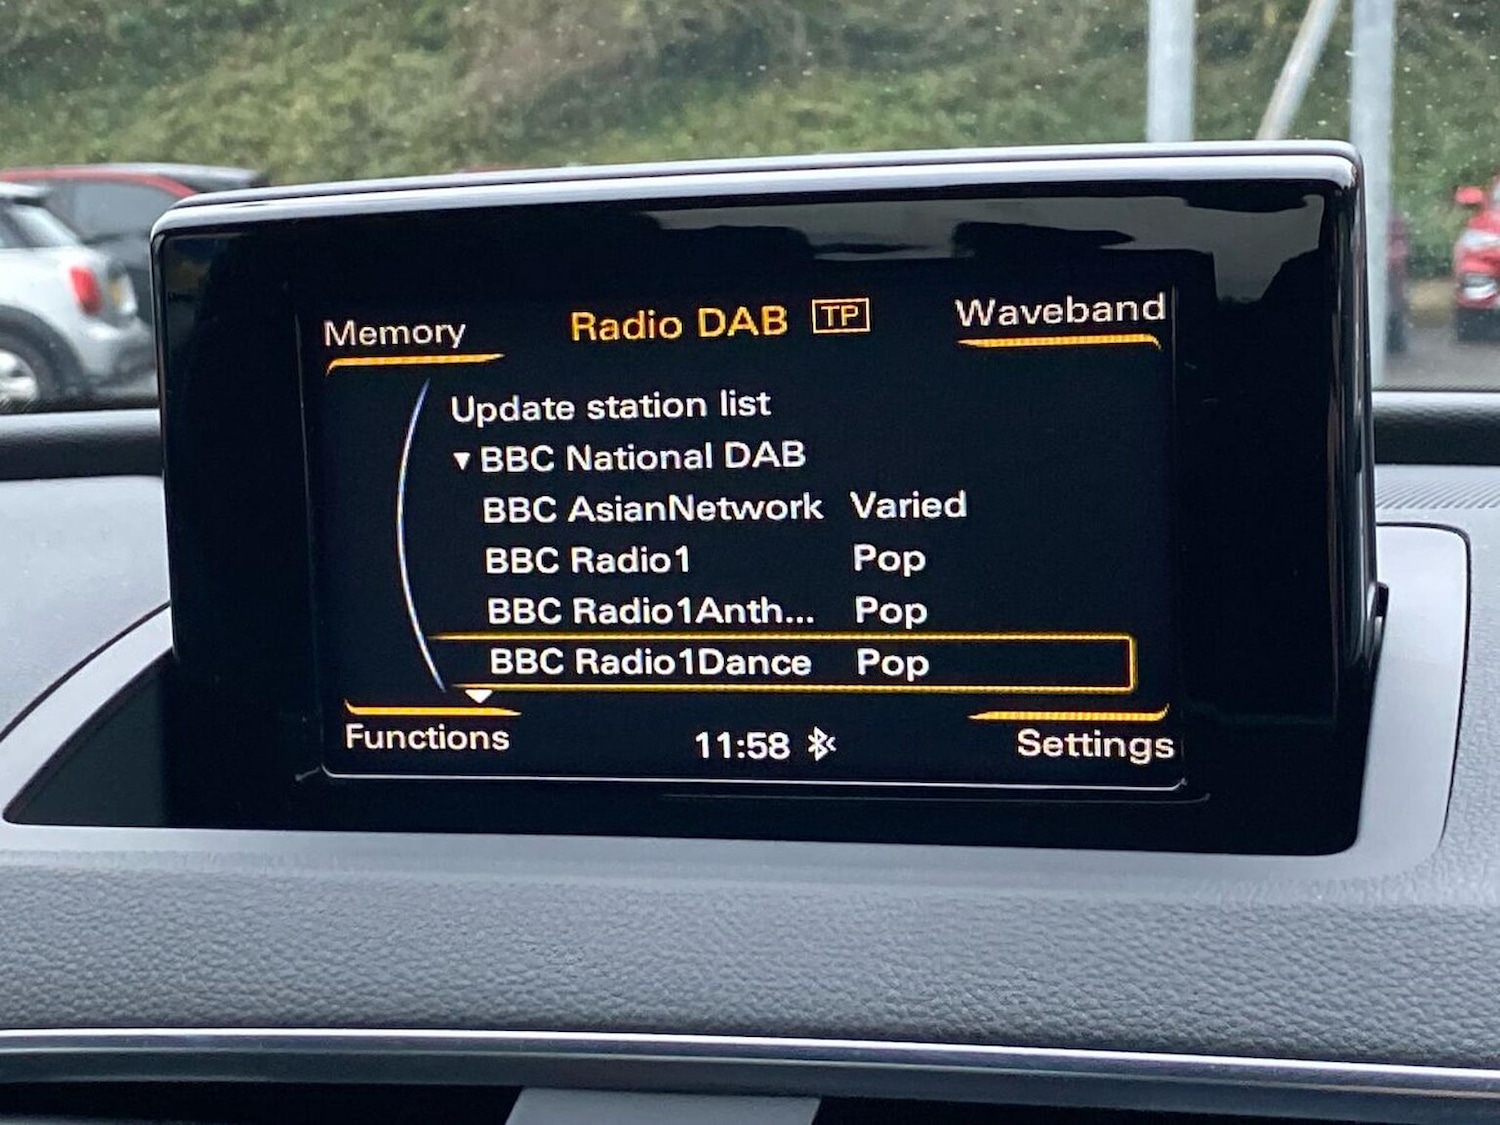 Memory Radio DAB TP Waveband
Update station list
▼ BBC National DAB
BBC AsianNetwork Varied
BBC Radio1 Pop
BBC Radio1Anth... Pop
BBC Radio1Dance Pop
Functions 11:58 Settings